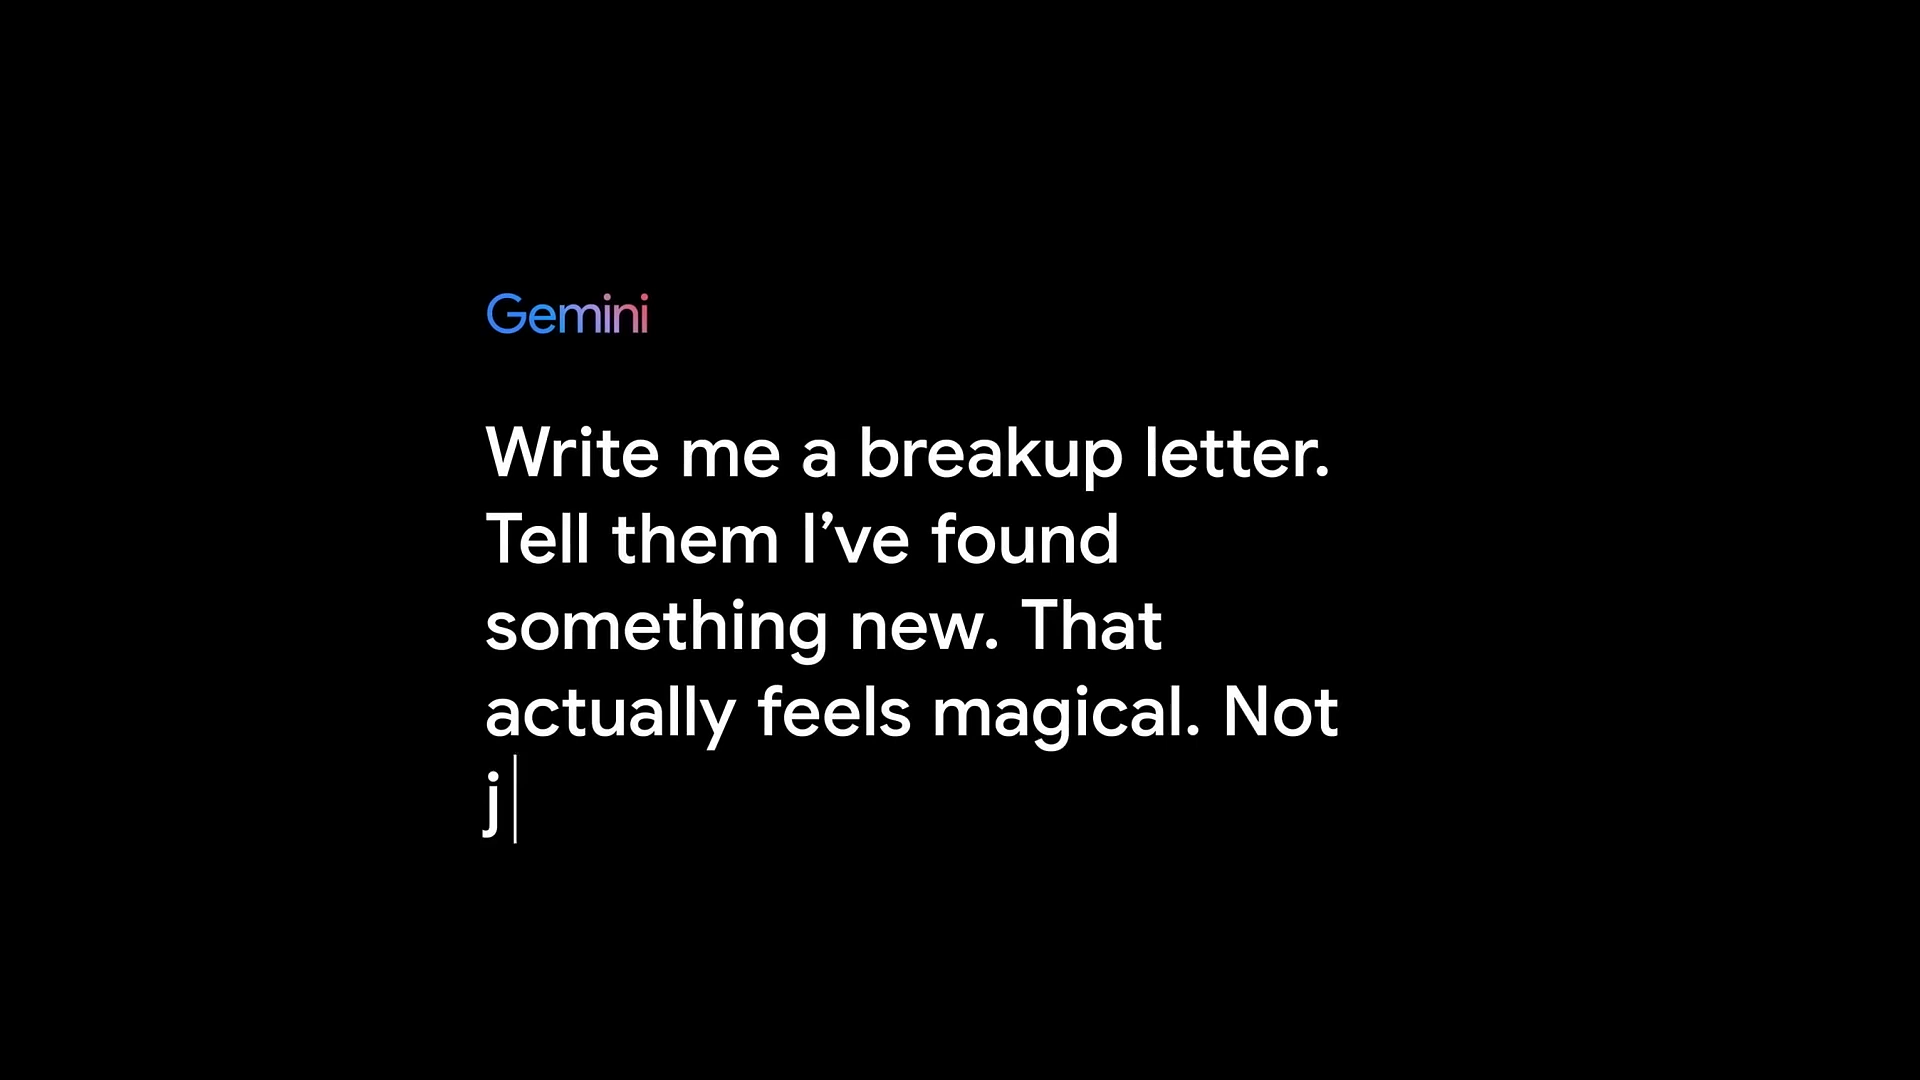 Gemini
Write me a breakup letter.
Tell them I’ve found
something new. That
actually feels magical. Not
j